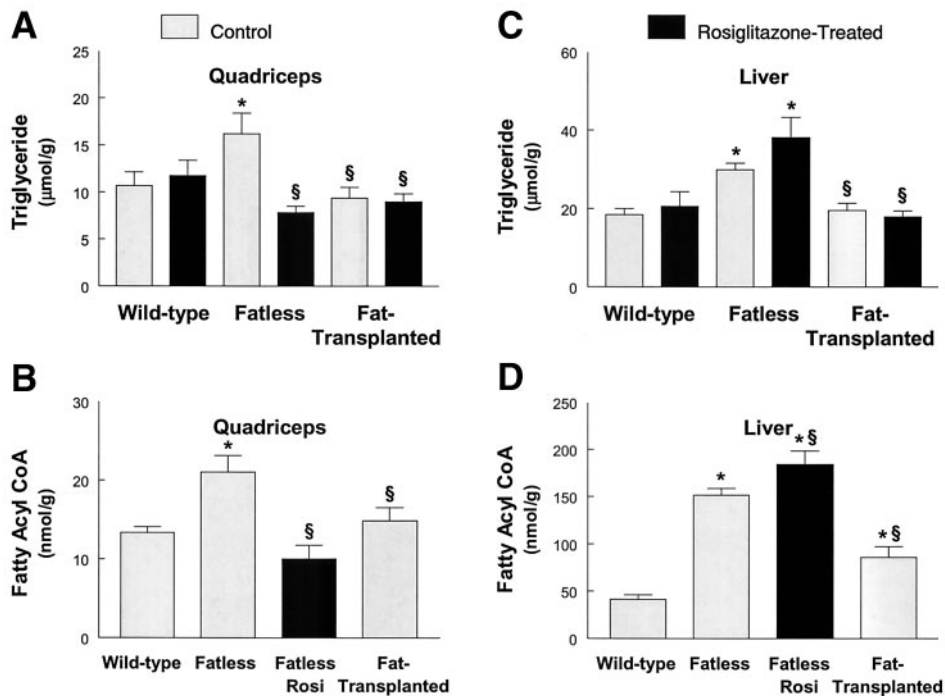 A
Control
C
Rosiglitazone-Treated
Quadriceps
Triglyceride
(µmol/g)
25
20
15
10
5
0
*
§
§
§
Wild-type
Fatless
Fat-
Transplanted
Liver
Triglyceride
(µmol/g)
60
40
20
0
*
*
§
§
Wild-type
Fatless
Fat-
Transplanted
B
Quadriceps
Fatty Acyl CoA
(nmol/g)
30
20
10
0
*
§
§
Wild-type
Fatless
Fatless
Rosi
Fat-
Transplanted
D
Liver
Fatty Acyl CoA
(nmol/g)
250
200
150
100
50
0
*
* §
* §
Wild-type
Fatless
Fatless
Rosi
Fat-
Transplanted